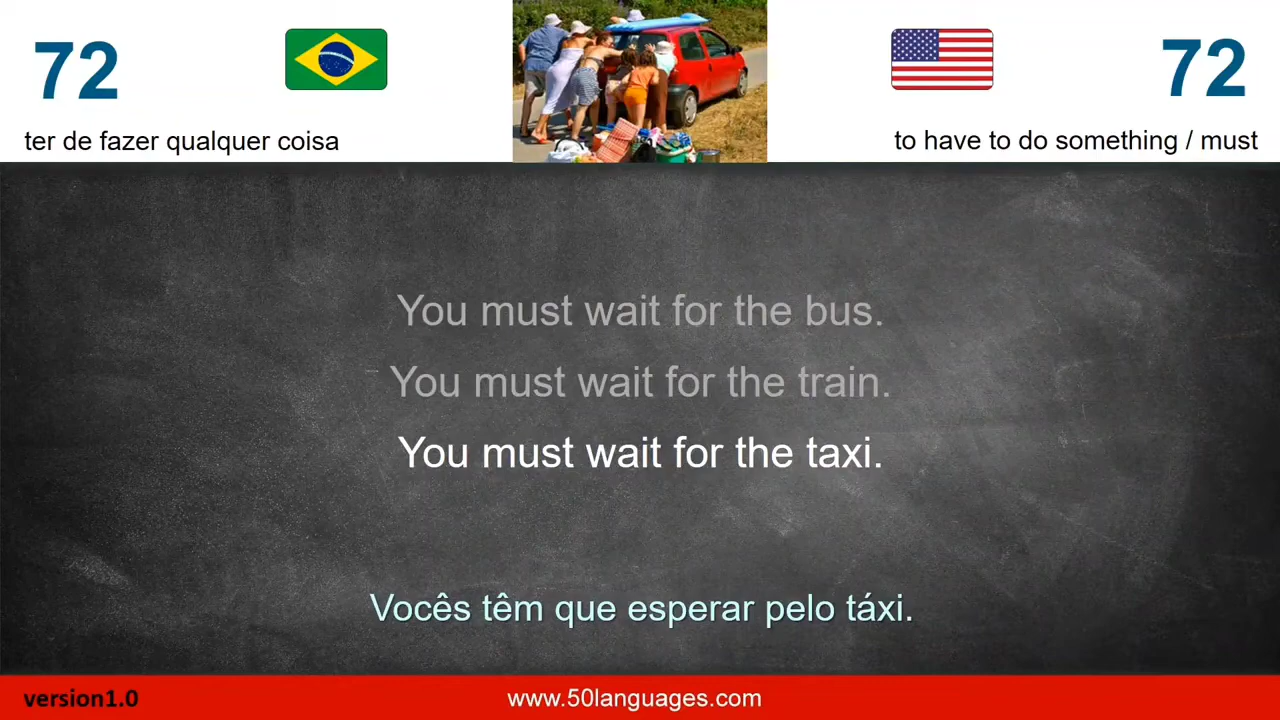 72
72
ter de fazer qualquer coisa
to have to do something / must
You must wait for the bus.
You must wait for the train.
You must wait for the taxi.
Vocês têm que esperar pelo táxi.
version1.0
www.50languages.com